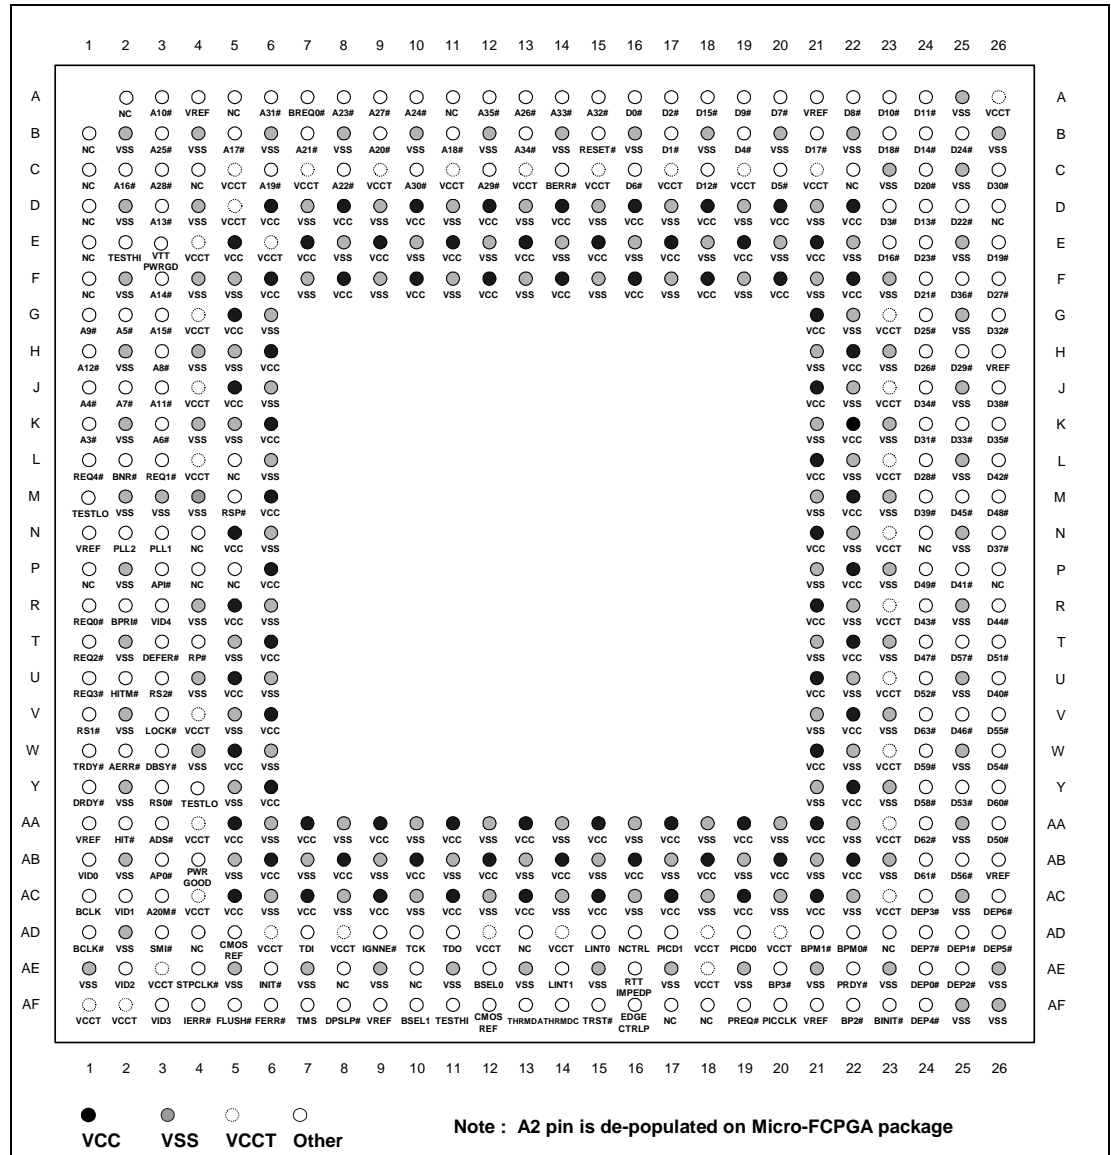 1 2 3 4 5 6 7 8 9 10 11 12 13 14 15 16 17 18 19 20 21 22 23 24 25 26
A A
NC A10# VREF NC A31# BREQ0# A23# A27# A24# NC A35# A26# A33# A32# D0# D2# D15# D9# D7# VREF D8# D10# D11# VSS VCCT
B B
NC VSS A25# VSS A17# VSS A21# VSS A20# VSS A18# VSS A34# VSS RESET# VSS D1# VSS D4# VSS D17# VSS D18# D14# D24# VSS
C C
NC A16# A28# NC VCCT A19# VCCT A22# VCCT A30# VCCT A29# VCCT BERR# VCCT D6# VCCT D12# VCCT D5# VCCT NC VSS D20# VSS D30#
D D
NC VSS A13# VSS VCCT VCC VSS VCC VSS VCC VSS VCC VSS VCC VSS VCC VSS VCC VSS VCC VSS VCC D3# D13# D22# NC
E E
NC TESTHI VTT PWRGD VCCT VCC VCCT VCC VSS VCC VSS VCC VSS VCC VSS VCC VSS VCC VSS VCC VSS VCC VSS D16# D23# VSS D19#
F F
NC VSS A14# VSS VSS VCC VSS VCC VSS VCC VSS VCC VSS VCC VSS VCC VSS VCC VSS VCC VSS VCC VSS D21# D36# D27#
G G
A9# A5# A15# VCCT VCC VSS VCC VSS VCCT D25# VSS D32#
H H
A12# VSS A8# VSS VSS VCC VSS VCC VSS D26# D29# VREF
J J
A4# A7# A11# VCCT VCC VSS VCC VSS VCCT D34# VSS D38#
K K
A3# VSS A6# VSS VSS VCC VSS VCC VSS D31# D33# D35#
L L
REQ4# BNR# REQ1# VCCT NC VSS VCC VSS VCCT D28# VSS D42#
M M
TESTLO VSS VSS VSS RSP# VCC VSS VCC VSS D39# D45# D48#
N N
VREF PLL2 PLL1 NC VCC VSS VCC VSS VCCT NC VSS D37#
P P
NC VSS API# NC NC VCC VSS VCC VSS D49# D41# NC
R R
REQ0# BPRI# VID4 VSS VCC VSS VCC VSS VCCT D43# VSS D44#
T T
REQ2# VSS DEFER# RP# VSS VCC VSS VCC VSS D47# D57# D51#
U U
REQ3# HITM# RS2# VSS VCC VSS VCC VSS VCCT D52# VSS D40#
V V
RS1# VSS LOCK# VCCT VSS VCC VSS VCC VSS D63# D46# D55#
W W
TRDY# AERR# DBSY# VSS VCC VSS VCC VSS VCCT D59# VSS D54#
Y Y
DRDY# VSS RS0# TESTLO VSS VCC VSS VCC VSS D58# D53# D60#
AA AA
VREF HIT# ADS# VCCT VCC VSS VCC VSS VCC VSS VCC VSS VCC VSS VCC VSS VCC VSS VCC VSS VCC VSS VCCT D62# VSS D50#
AB AB
VID0 VSS AP0# PWR GOOD VSS VCC VSS VCC VSS VCC VSS VCC VSS VCC VSS VCC VSS VCC VSS VCC VSS VCC VSS D61# D56# VREF
AC AC
BCLK VID1 A20M# VCCT VCC VSS VCC VSS VCC VSS VCC VSS VCC VSS VCC VSS VCC VSS VCC VSS VCC VSS VCCT DEP3# VSS DEP6#
AD AD
BCLK# VSS SMI# NC CMOS REF VCCT TDI VCCT IGNNE# TCK TDO VCCT NC VCCT LINT0 NCTRL PICD1 VCCT PICD0 VCCT BPM1# BPM0# NC DEP7# DEP1# DEP5#
AE AE
VSS VID2 VCCT STPCLK# VSS INIT# VSS NC VSS NC VSS BSEL0 VSS LINT1 VSS RTT IMPEDP VSS VCCT VSS BP3# VSS PRDY# VSS DEP0# DEP2# VSS
AF AF
VCCT VCCT VID3 IERR# FLUSH# FERR# TMS DPSLP# VREF BSEL1 TESTHI CMOS REF THRMDA THRMDC TRST# EDGE CTRLP NC NC PREQ# PICCLK VREF BP2# BINIT# DEP4# VSS VSS
1 2 3 4 5 6 7 8 9 10 11 12 13 14 15 16 17 18 19 20 21 22 23 24 25 26
VCC VSS VCCT Other
Note : A2 pin is de-populated on Micro-FCPGA package